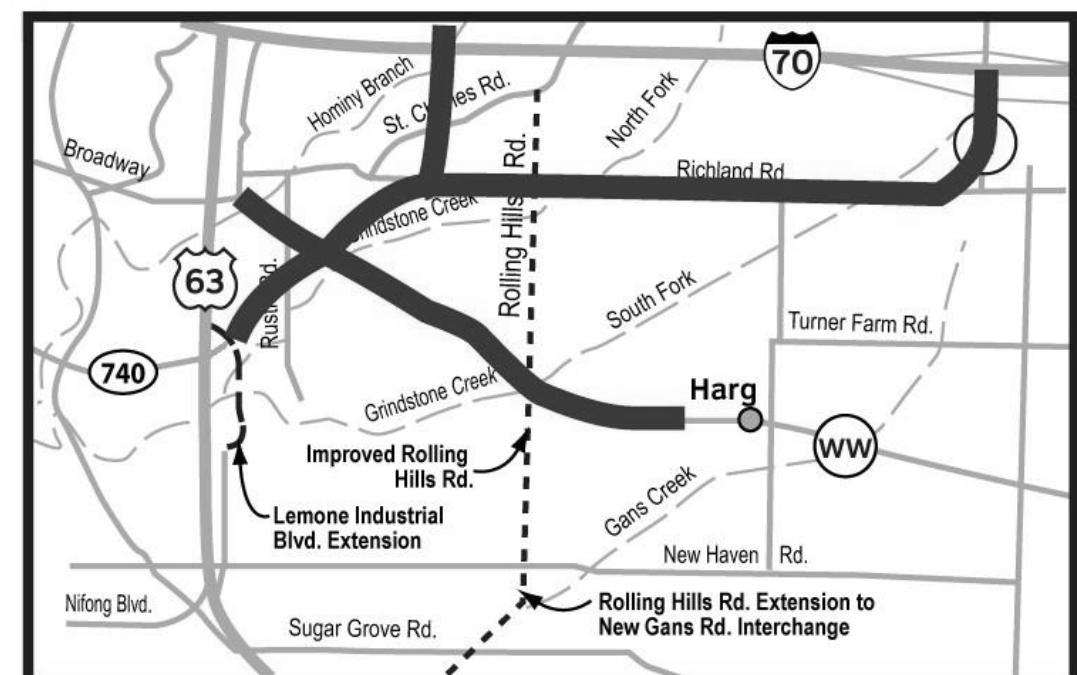 Hominy Branch
70
St. Charles Rd.
North Fork
Broadway
Rolling Hills Rd.
Richland Rd.
Grindstone Creek
63
Rolling Hills
South Fork
Turner Farm Rd.
740
Grindstone Creek
Harg
WW
Improved Rolling
Hills Rd.
Gans Creek
Lemone Industrial
Blvd. Extension
New Haven Rd.
Nifong Blvd.
Rolling Hills Rd. Extension to
New Gans Rd. Interchange
Sugar Grove Rd.